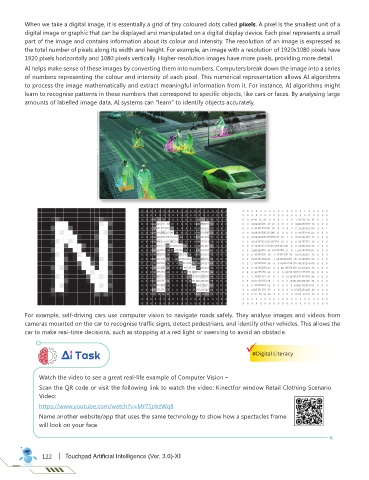 When we take a digital image, it is essentially a grid of tiny coloured dots called pixels. A pixel is the smallest unit of a
digital image or graphic that can be displayed and manipulated on a digital display device. Each pixel represents a small
part of the image and contains information about its colour and intensity. The resolution of an image is expressed as
the total number of pixels along its width and height. For example, an image with a resolution of 1920x1080 pixels have
1920 pixels horizontally and 1080 pixels vertically. Higher-resolution images have more pixels, providing more detail.
AI helps make sense of these images by converting them into numbers. Computers break down the image into a series
of numbers representing the colour and intensity of each pixel. This numerical representation allows AI algorithms
to process the image mathematically and extract meaningful information from it. For instance, AI algorithms might
learn to recognise patterns in these numbers that correspond to specific objects, like cars or faces. By analysing large
amounts of labelled image data, AI systems can "learn" to identify objects accurately.
For example, self-driving cars use computer vision to navigate roads safely. They analyse images and videos from
cameras mounted on the car to recognise traffic signs, detect pedestrians, and identify other vehicles. This allows the
car to make real-time decisions, such as stopping at a red light or swerving to avoid an obstacle.
Ai Task
#Digital Literacy
Watch the video to see a great real-life example of Computer Vision –
Scan the QR code or visit the following link to watch the video: Kinectfor window Retail Clothing Scenario
Video:
Name another website/app that uses the same technology to show how a spectacles frame
will look on your face.
122 Touchpad Artificial Intelligence (Ver. 3.0)-XI